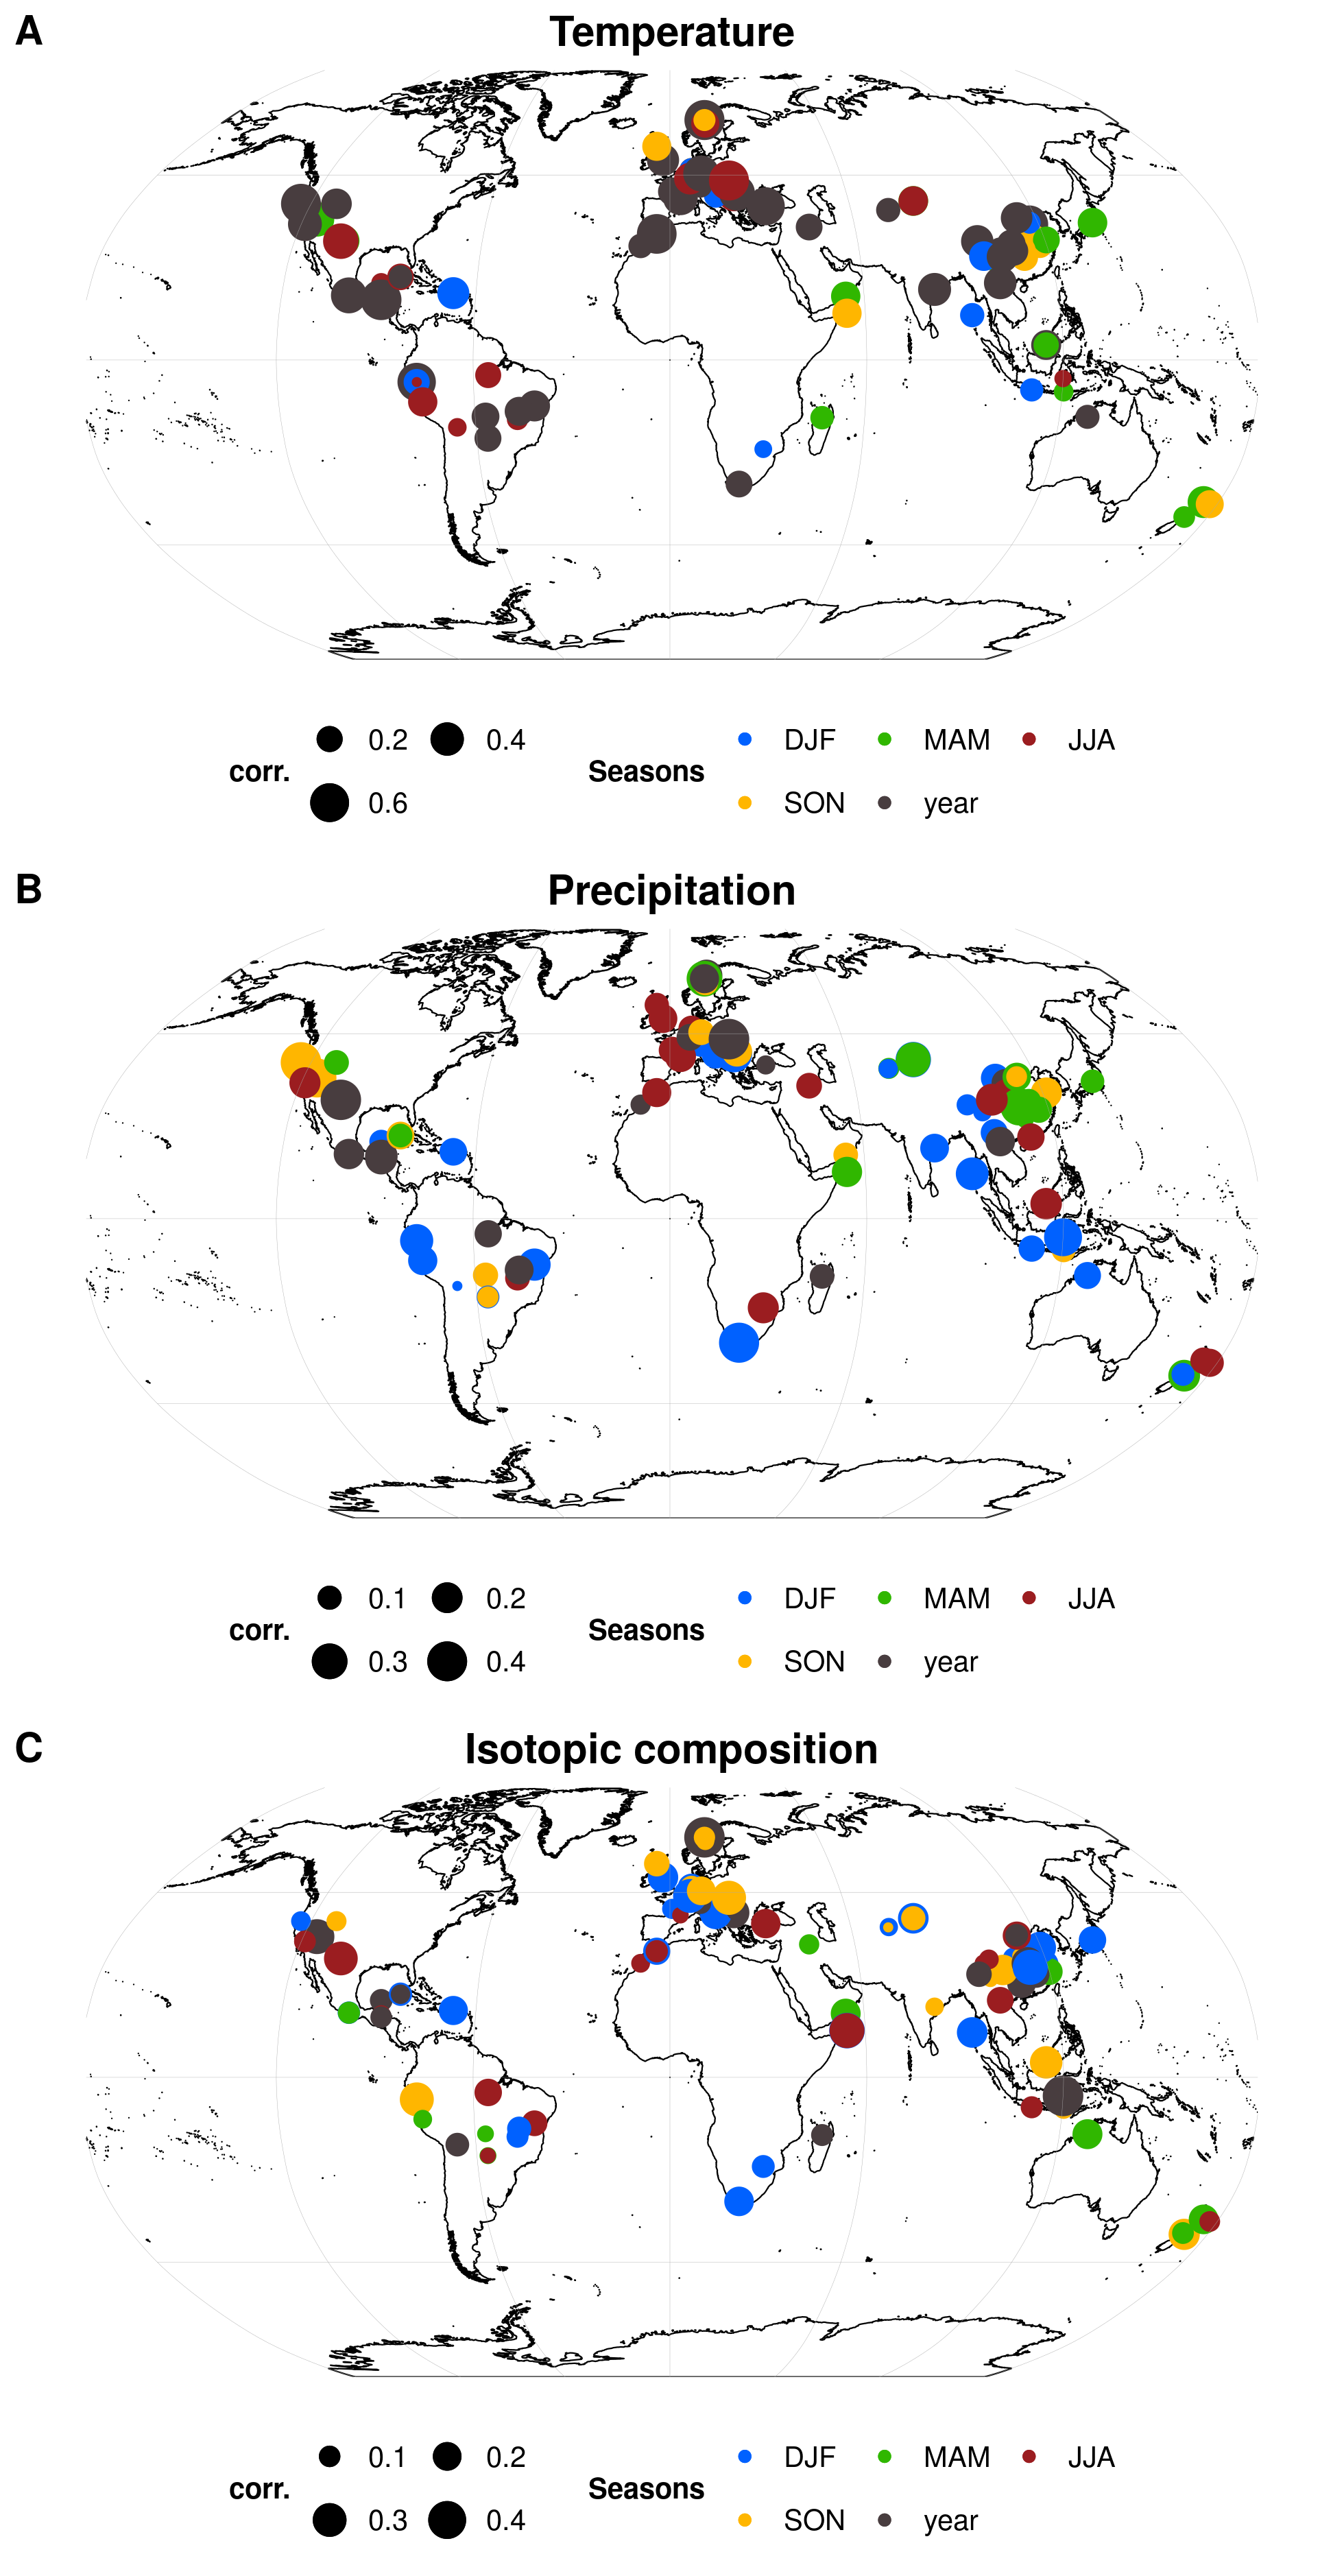 A
Temperature
0.2 0.4 DJF MAM JJA
corr. Seasons
0.6 SON year
B
Precipitation
0.1 0.2 DJF MAM JJA
corr. Seasons
0.3 0.4 SON year
C
Isotopic composition
0.1 0.2 DJF MAM JJA
corr. Seasons
0.3 0.4 SON year